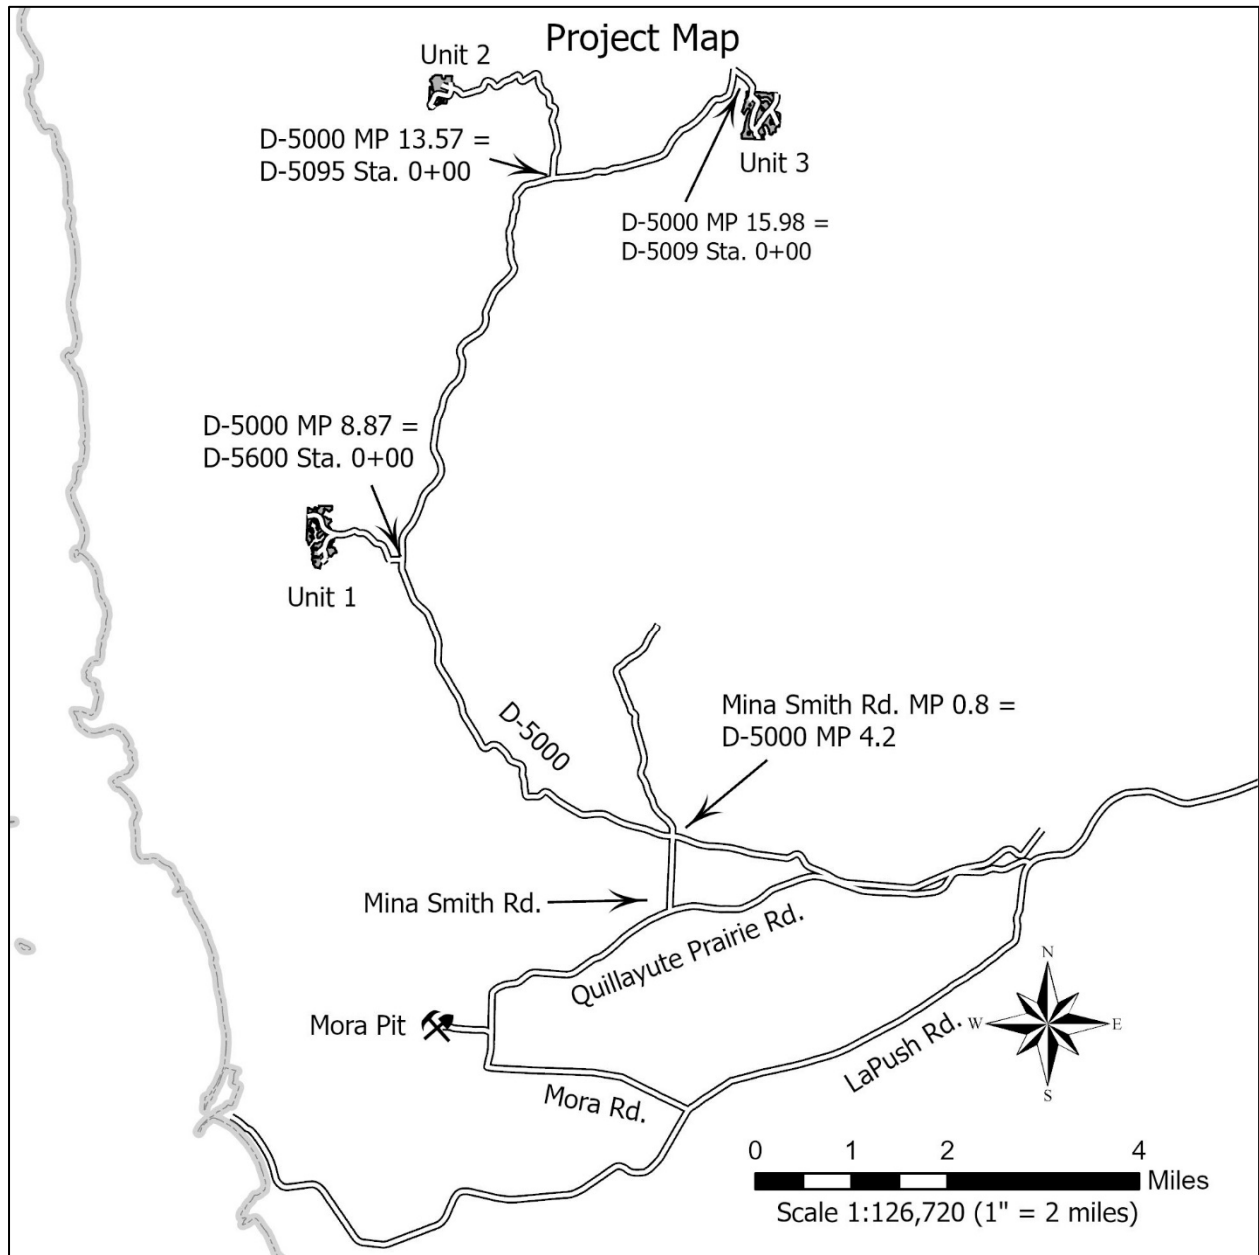 Project Map
Unit 2
D-5000 MP 13.57 =
D-5095 Sta. 0+00
Unit 3
D-5000 MP 15.98 =
D-5009 Sta. 0+00
D-5000 MP 8.87 =
D-5600 Sta. 0+00
Unit 1
D-5000
Mina Smith Rd. MP 0.8 =
D-5000 MP 4.2
Mina Smith Rd.
Quillayute Prairie Rd.
Mora Pit
Mora Rd.
LaPush Rd.
N
W
E
S
0 1 2 4
Miles
Scale 1:126,720 (1" = 2 miles)